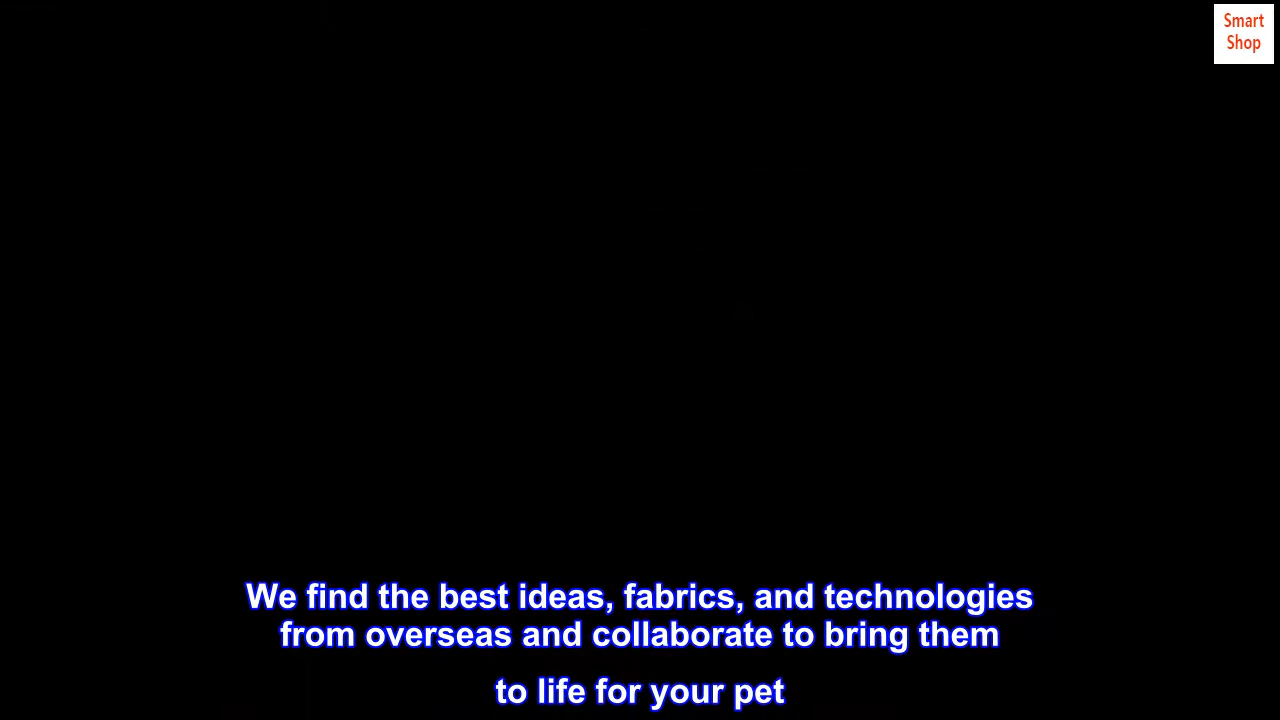 Smart
Shop
We find the best ideas, fabrics, and technologies
from overseas and collaborate to bring them
to life for your pet